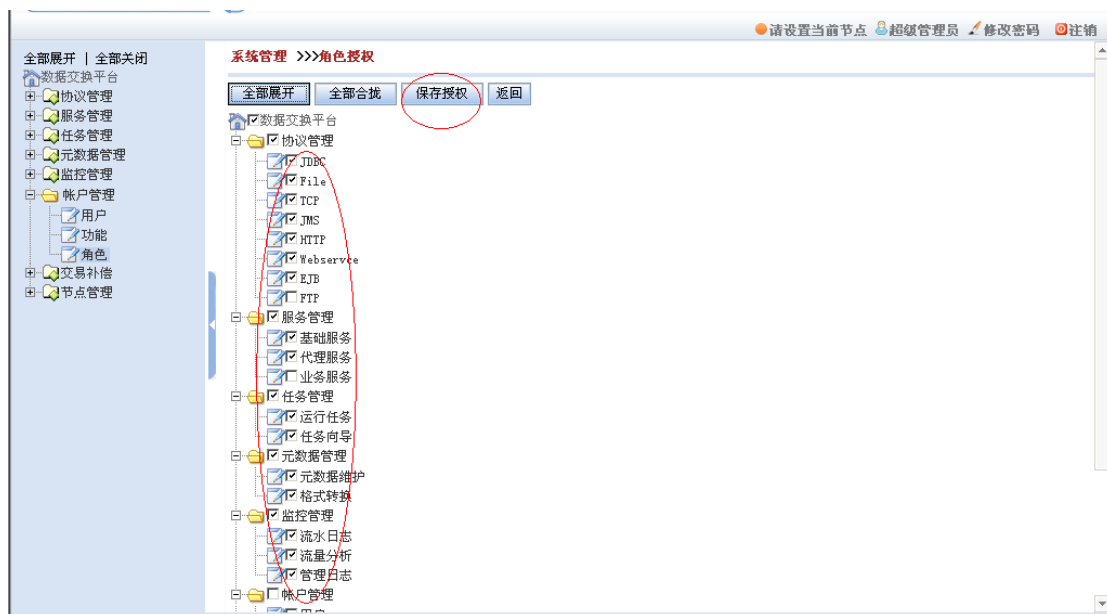 请设置当前节点 超级管理员 修改密码 注销
全部展开 | 全部关闭
数据交换平台
协议管理
服务管理
任务管理
元数据管理
监控管理
帐户管理
用户
功能
角色
交易补偿
节点管理
系统管理 >>>角色授权
全部展开 全部合拢 保存授权 返回
数据交换平台
协议管理
JDBC
File
TCP
JMS
HTTP
Webservce
EJB
FTP
服务管理
基础服务
代理服务
业务服务
任务管理
运行任务
任务向导
元数据管理
元数据维护
格式转换
监控管理
流水日志
流量分析
管理日志
帐户管理